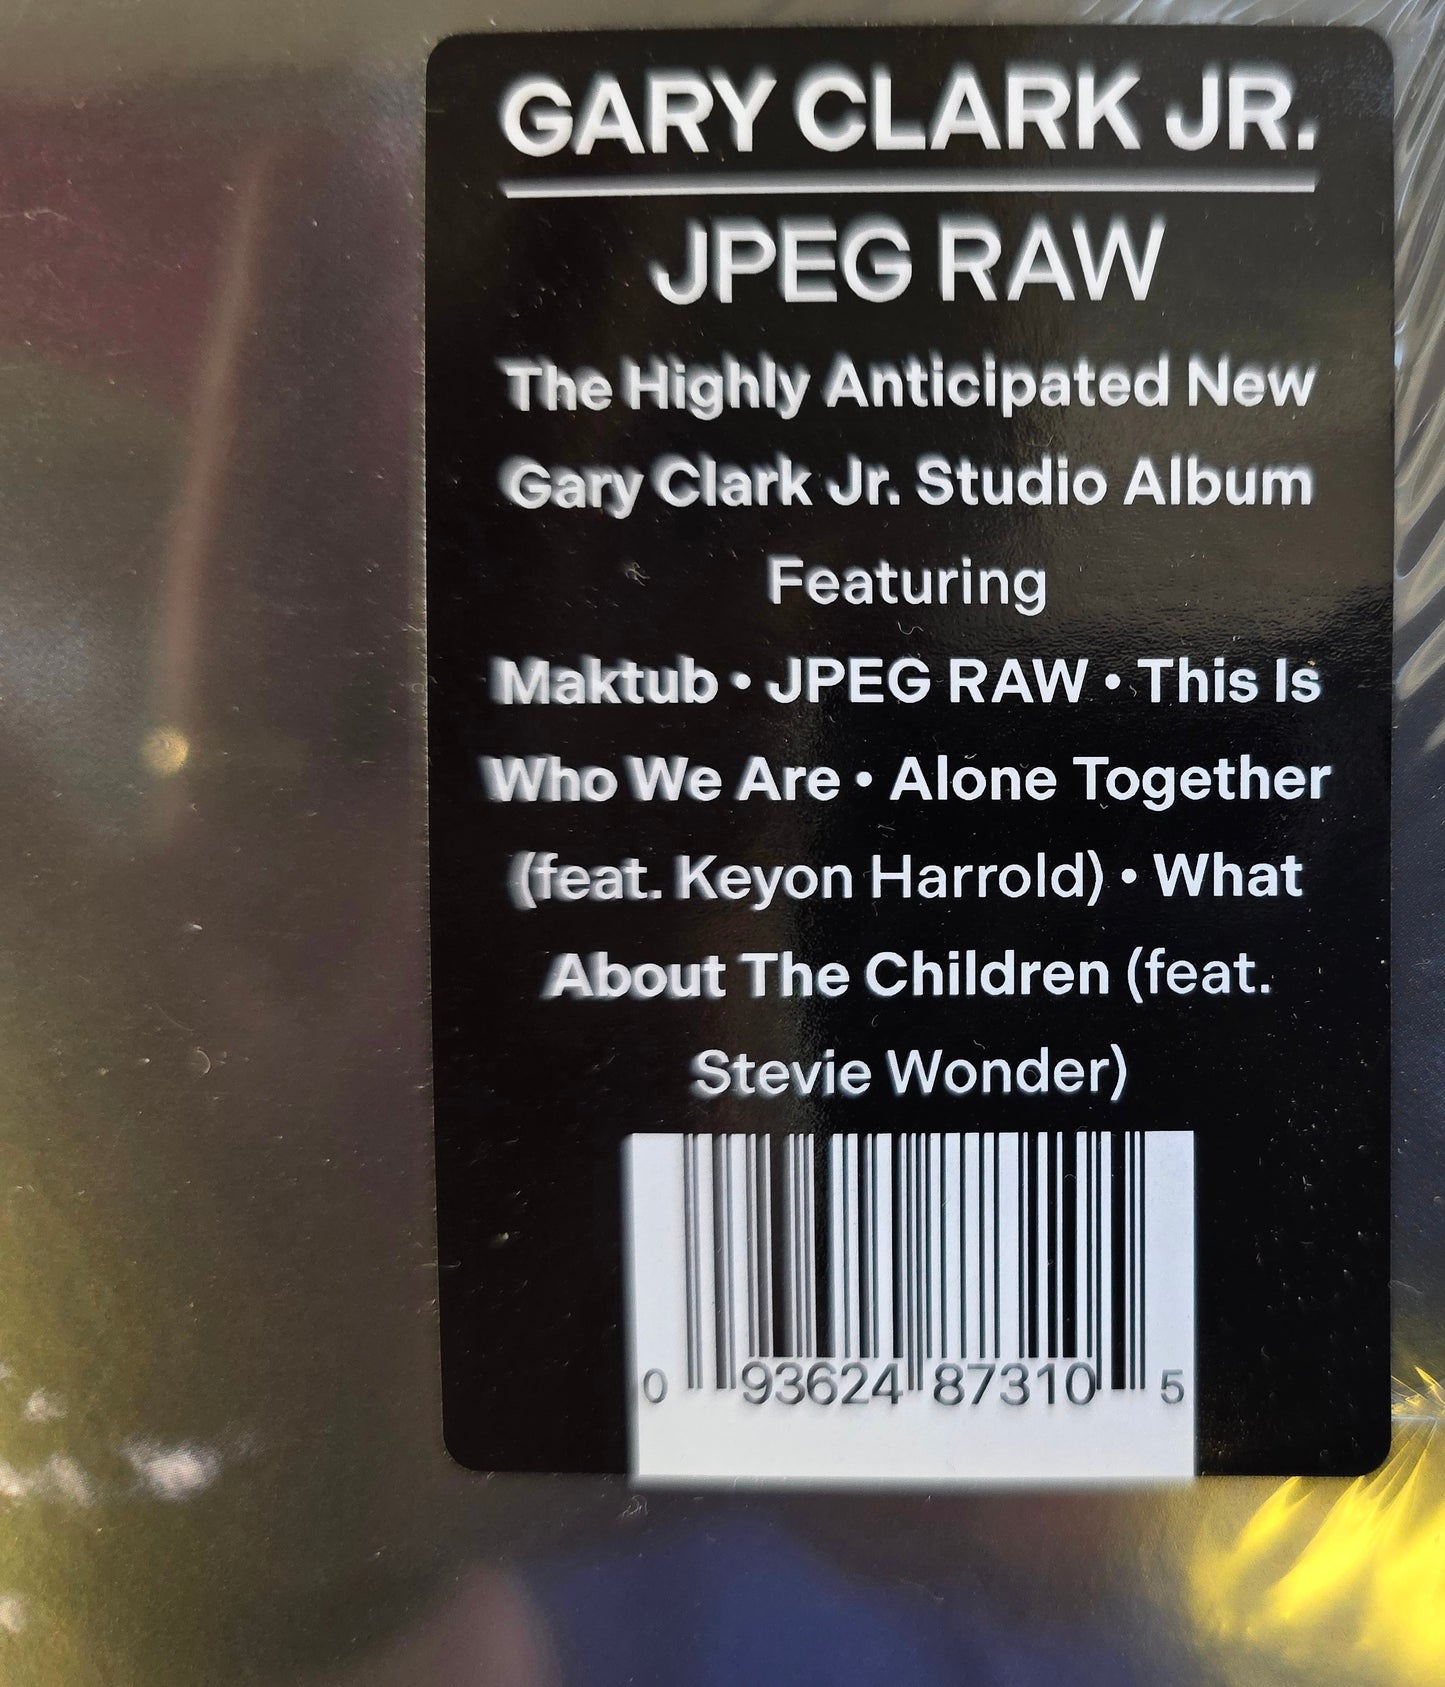 GARY CLARK JR.
JPEG RAW
The Highly Anticipated New
Gary Clark Jr. Studio Album
Featuring
Maktub • JPEG RAW • This Is
Who We Are • Alone Together
(feat. Keyon Harrold) • What
About The Children (feat.
Stevie Wonder)
0 93624 87310 5